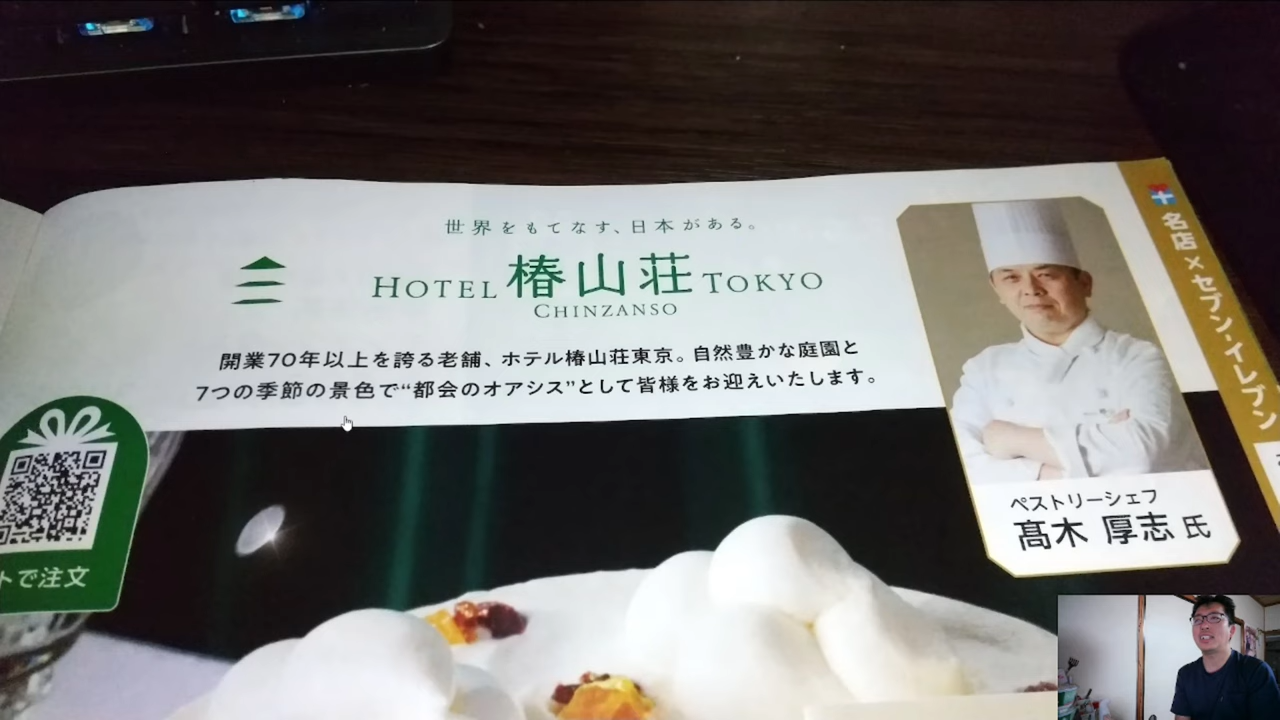 世界をもてなす、日本がある。
HOTEL 椿山荘 TOKYO
CHINZANSO
開業70年以上を誇る老舗、ホテル椿山荘東京。自然豊かな庭園と
7つの季節の景色で“都会のオアシス”として皆様をお迎えいたします。
名店×セブン-イレブン
ペストリーシェフ
髙木 厚志 氏
トで注文